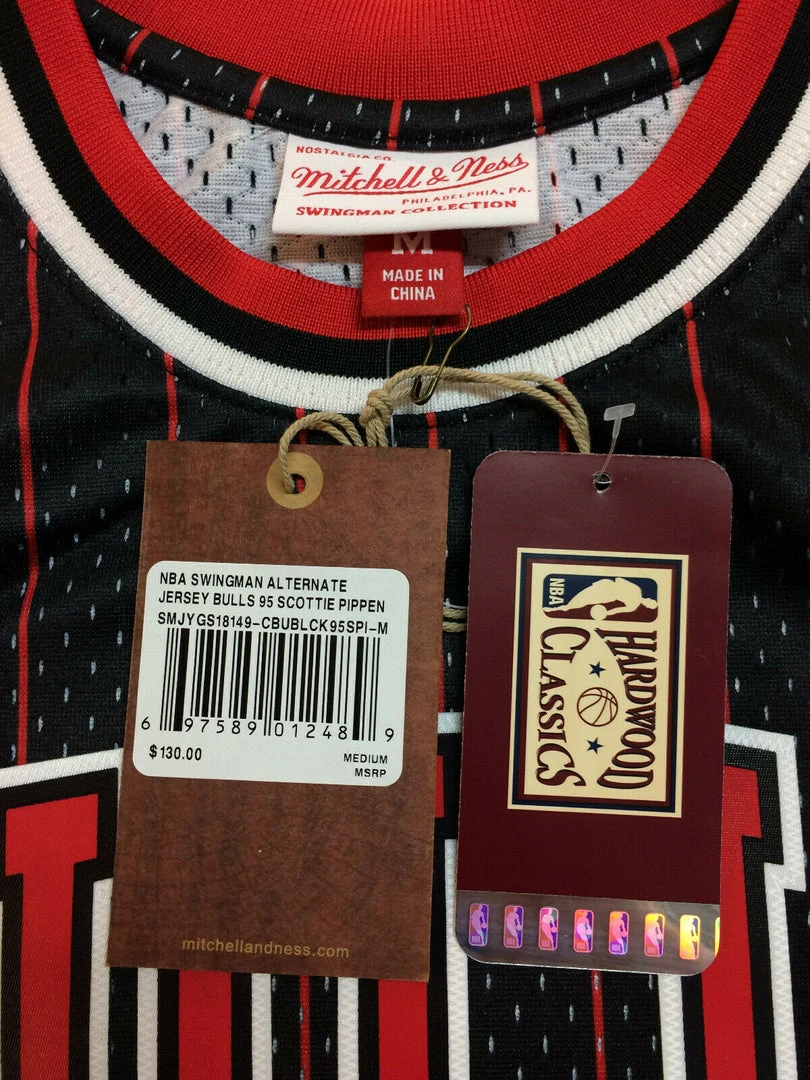 NOSTALGIA CO.
Mitchell & Ness
PHILADELPHIA, PA.
SWINGMAN COLLECTION
M
MADE IN
CHINA
NBA SWINGMAN ALTERNATE
JERSEY BULLS 95 SCOTTIE PIPPEN
SMJYGS18149-CBUBLCK95SPI-M
6 97589 01248 9
$130.00
MEDIUM
MSRP
mitchellandness.com
NBA
HARDWOOD
CLASSICS